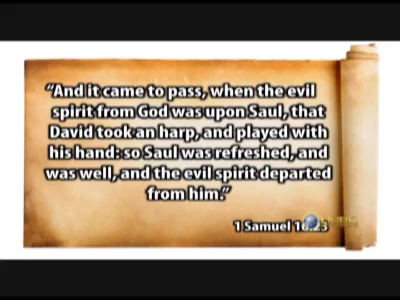 “And it came to pass, when the evil
spirit from God was upon Saul, that
David took an harp, and played with
his hand: so Saul was refreshed, and
was well, and the evil spirit departed
from him.”
1 Samuel 16:23